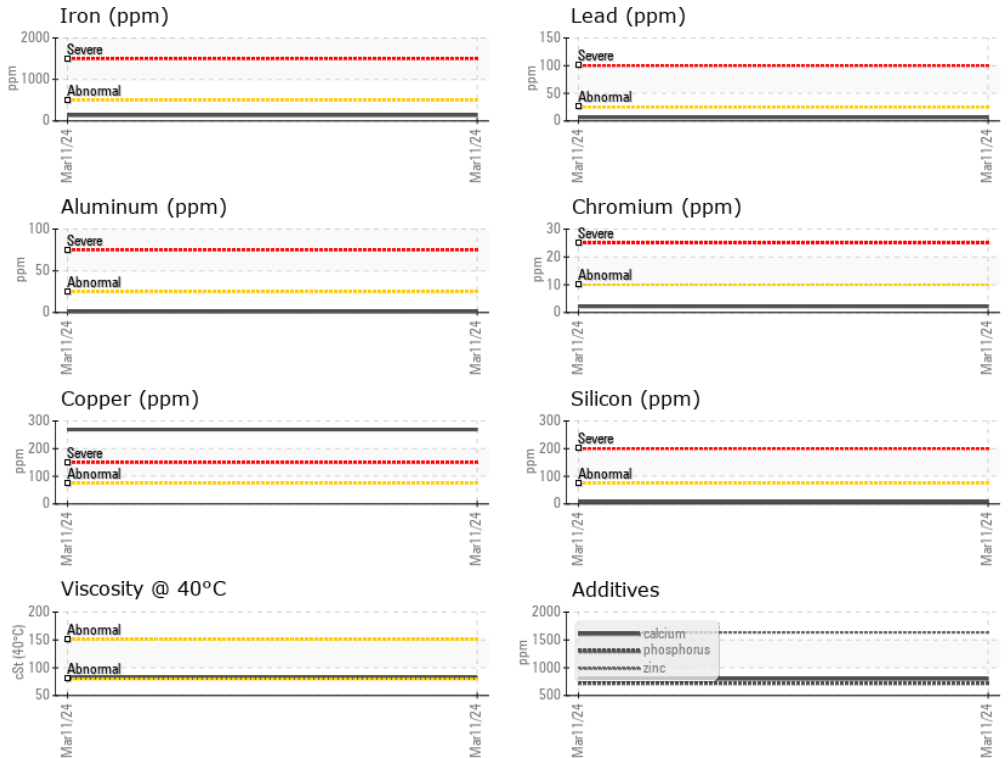 Iron (ppm)
2000
1000
0
ppm
Severe
Abnormal
Mar11/24
Mar11/24
Lead (ppm)
150
100
50
0
ppm
Severe
Abnormal
Mar11/24
Mar11/24
Aluminum (ppm)
100
50
0
ppm
Severe
Abnormal
Mar11/24
Mar11/24
Chromium (ppm)
30
20
10
0
ppm
Severe
Abnormal
Mar11/24
Mar11/24
Copper (ppm)
300
200
100
0
ppm
Severe
Abnormal
Mar11/24
Mar11/24
Silicon (ppm)
300
200
100
0
ppm
Severe
Abnormal
Mar11/24
Mar11/24
Viscosity @ 40°C
200
150
100
50
cSt (40°C)
Abnormal
Abnormal
Mar11/24
Mar11/24
Additives
2000
1500
1000
500
ppm
calcium
phosphorus
zinc
Mar11/24
Mar11/24